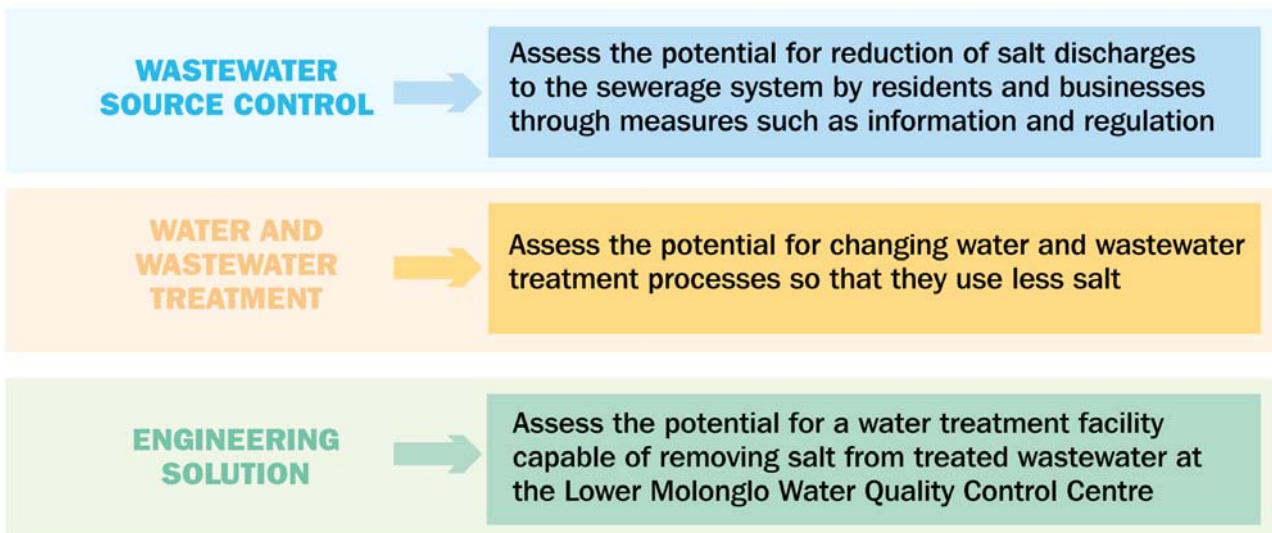 WASTEWATER
SOURCE CONTROL
Assess the potential for reduction of salt discharges
to the sewerage system by residents and businesses
through measures such as information and regulation
WATER AND
WASTEWATER
TREATMENT
Assess the potential for changing water and wastewater
treatment processes so that they use less salt
ENGINEERING
SOLUTION
Assess the potential for a water treatment facility
capable of removing salt from treated wastewater at
the Lower Molonglo Water Quality Control Centre